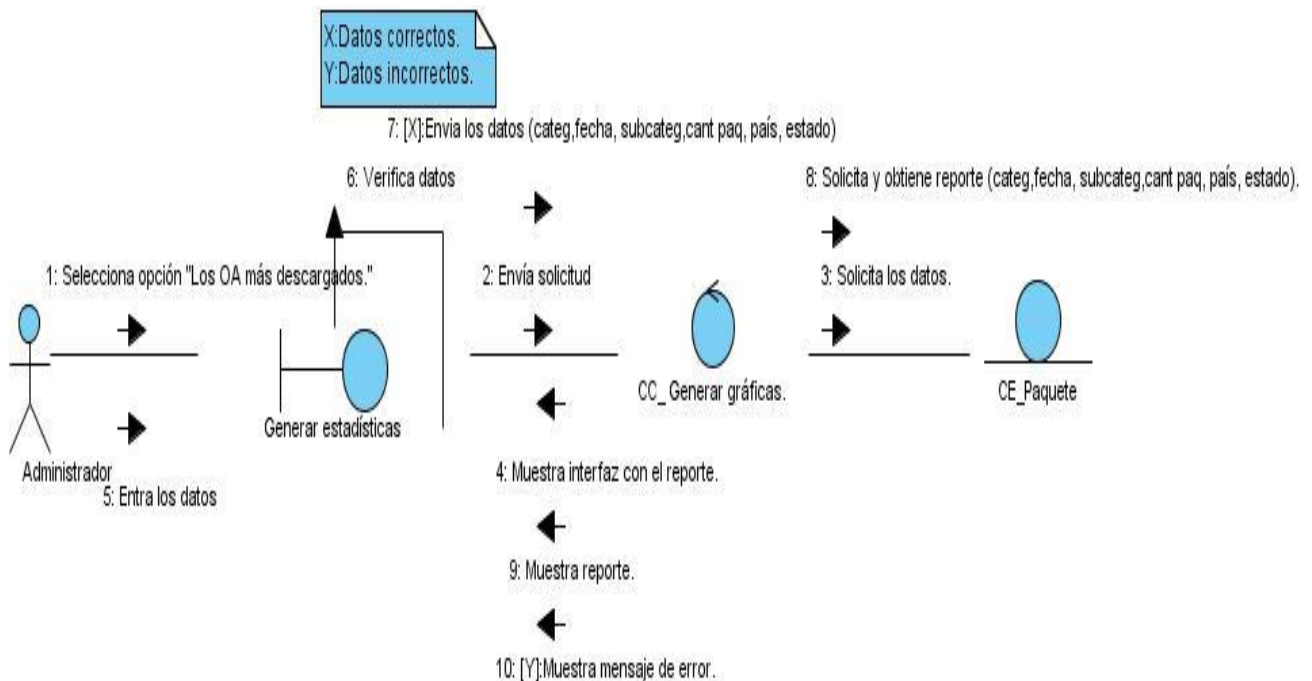 X:Datos correctos.
Y:Datos incorrectos.
7: [X]:Envia los datos (categ,fecha, subcateg,cant paq, país, estado)
6: Verifica datos
8: Solicita y obtiene reporte (categ,fecha, subcateg,cant paq, país, estado).
1: Selecciona opción "Los OA más descargados."
2: Envía solicitud
3: Solicita los datos.
Generar estadísticas
CC_ Generar gráficas.
CE_Paquete
Administrador
5: Entra los datos
4: Muestra interfaz con el reporte.
9: Muestra reporte.
10: [Y]:Muestra mensaje de error.